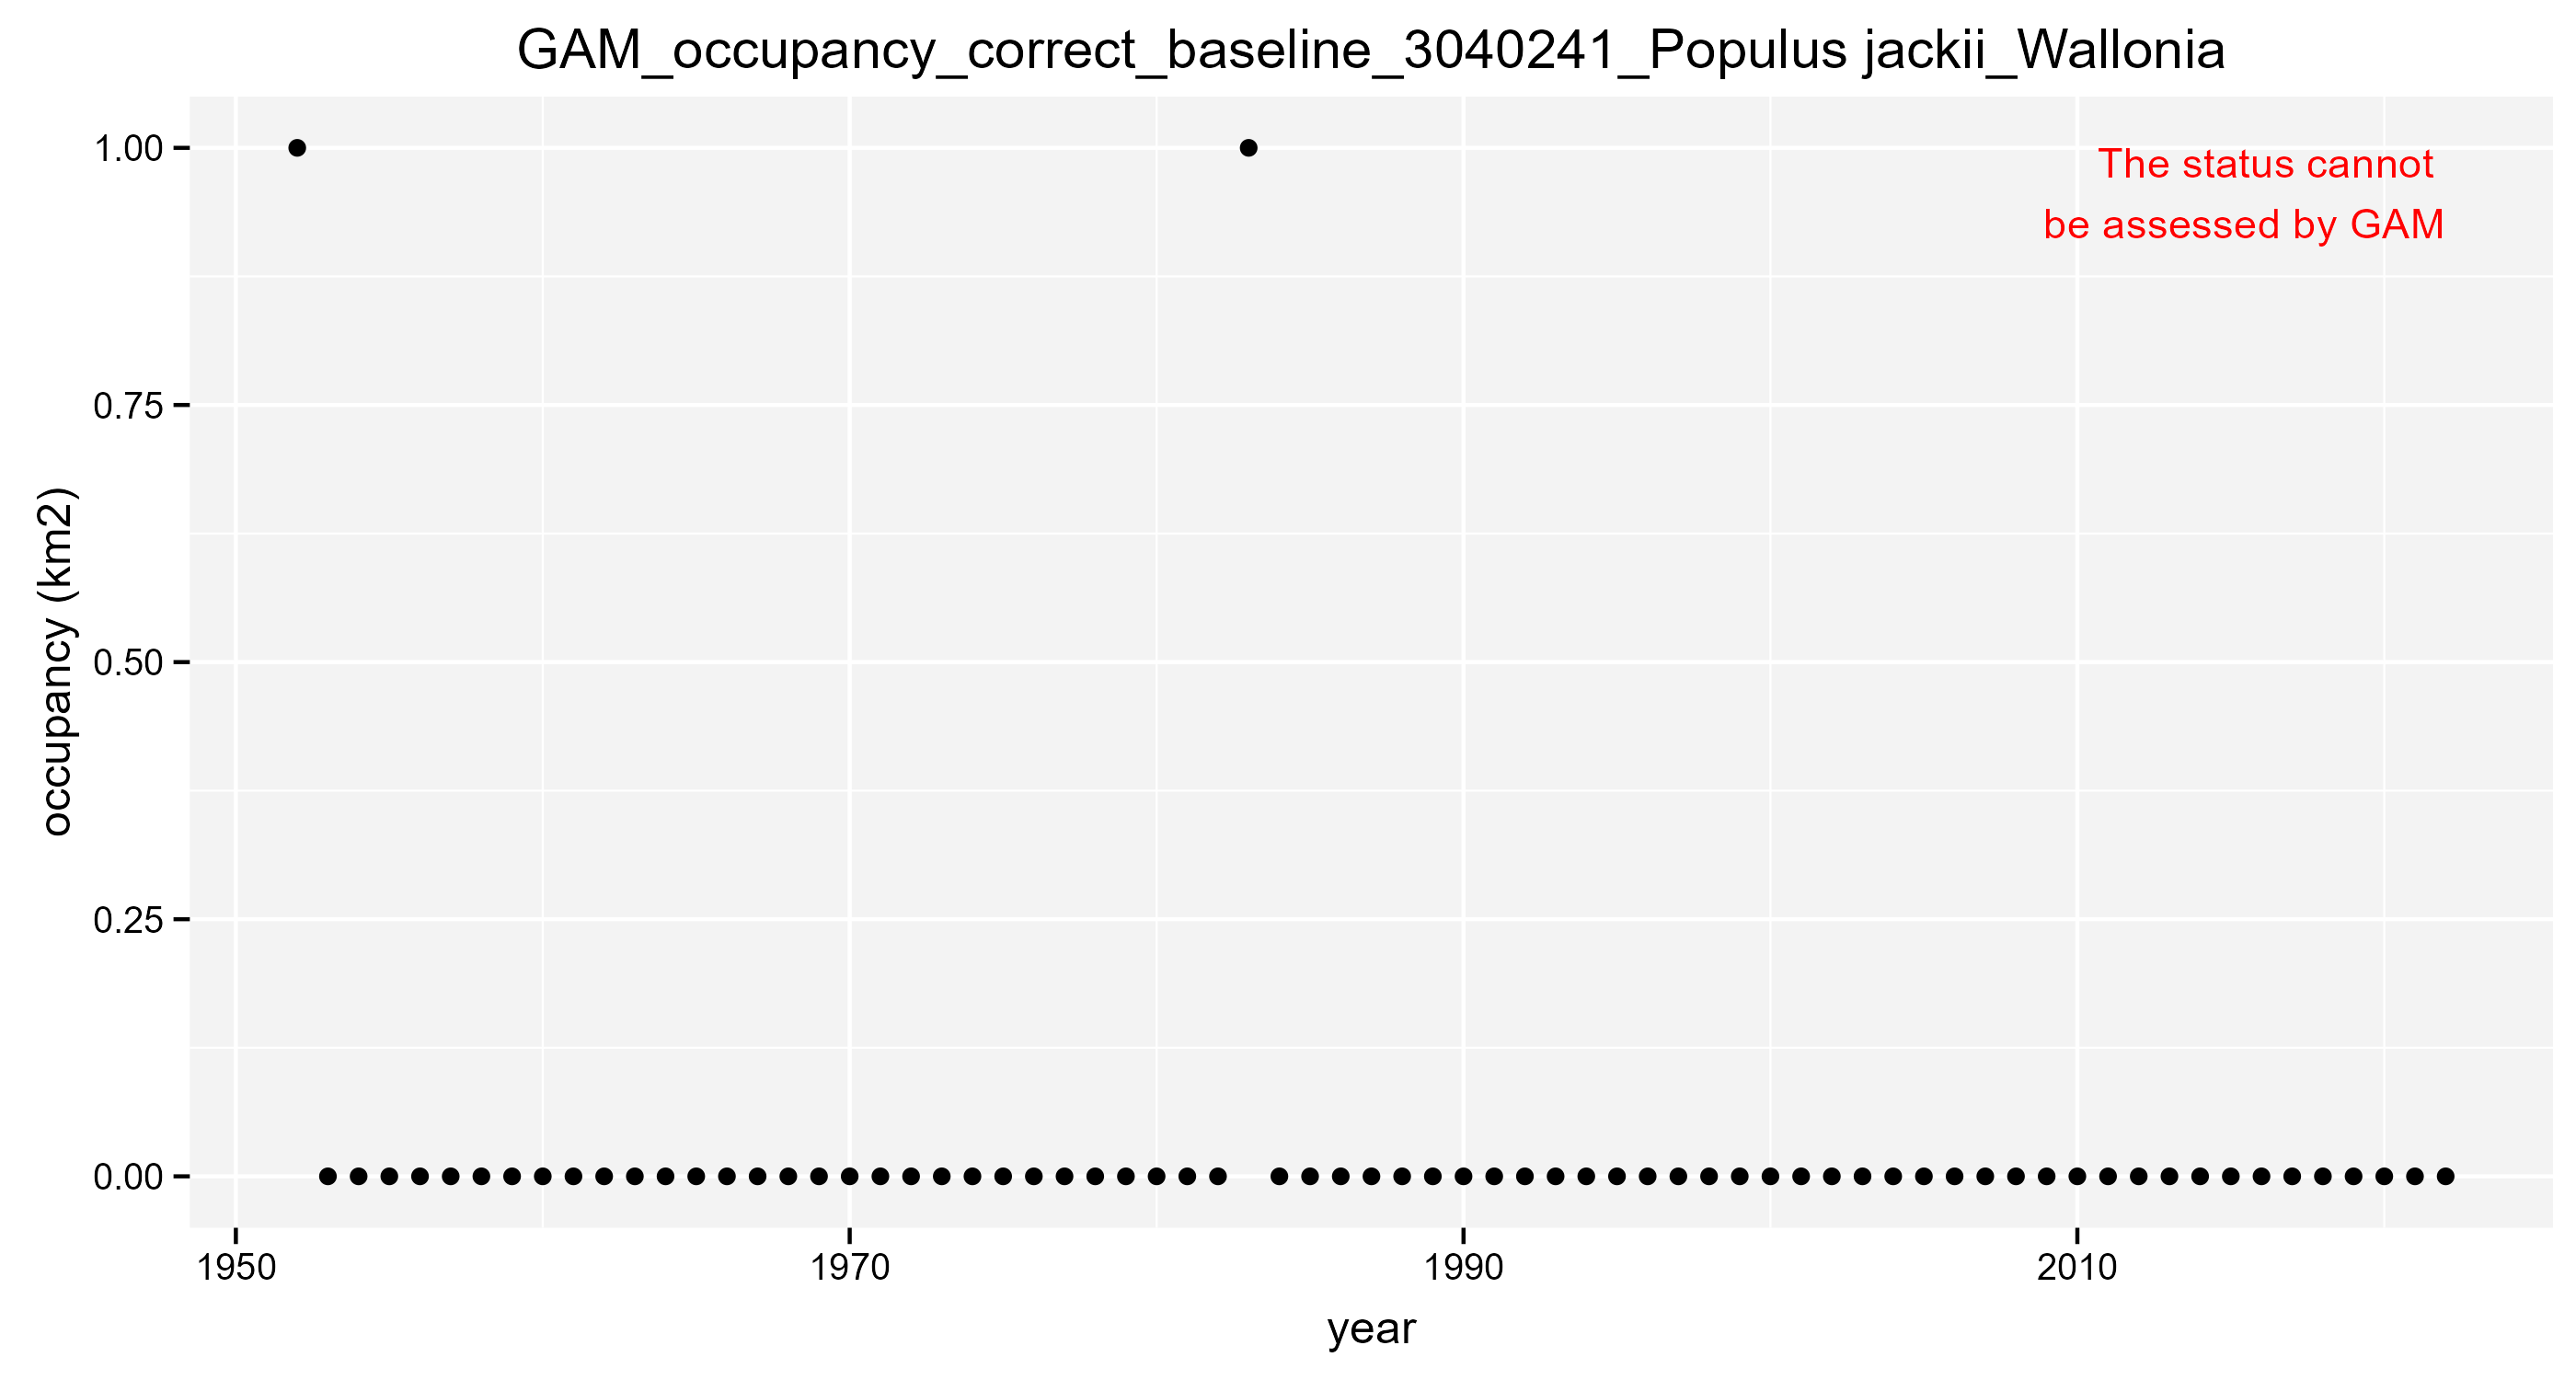 GAM_occupancy_correct_baseline_3040241_Populus jackii_Wallonia
The status cannot
be assessed by GAM
occupancy (km2)
1.00
0.75
0.50
0.25
0.00
1950 1970 1990 2010
year